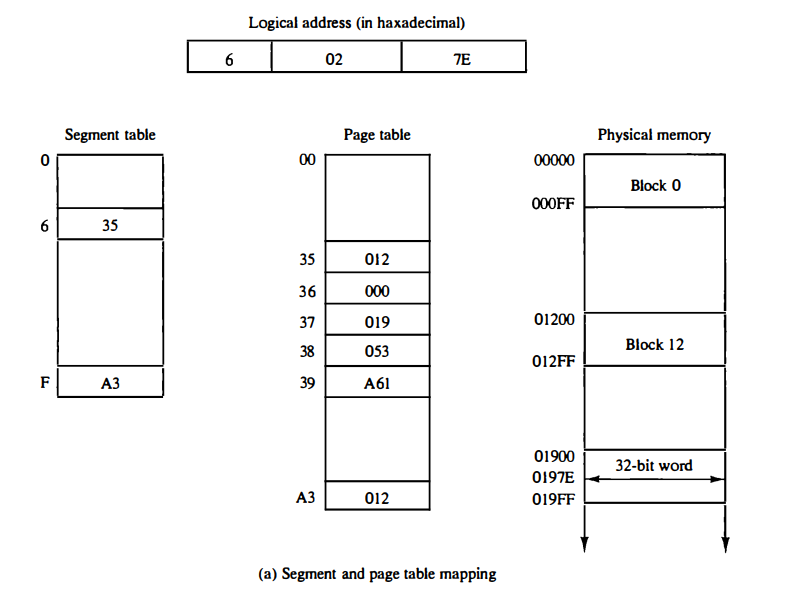 Logical address (in haxadecimal)
6 02 7E
Segment table
0
6 35
F A3
Page table
00
35 012
36 000
37 019
38 053
39 A61
A3 012
Physical memory
00000
Block 0
000FF
01200
Block 12
012FF
01900
32-bit word
0197E
019FF
(a) Segment and page table mapping